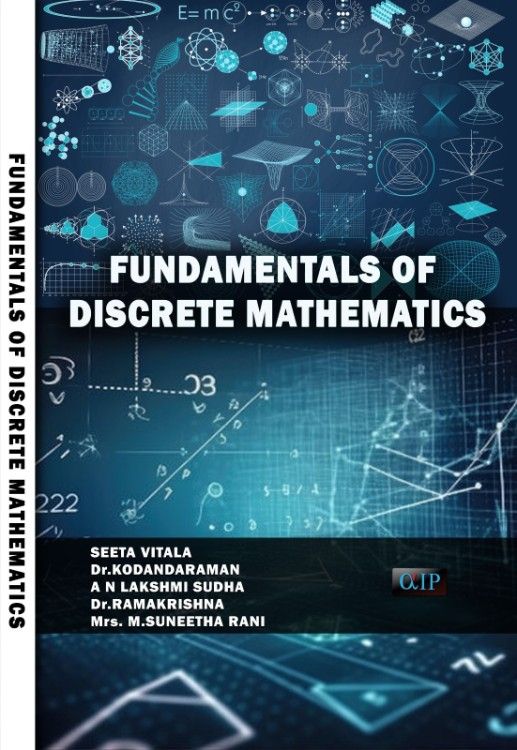 E=mc²
FUNDAMENTALS OF
DISCRETE MATHEMATICS
FUNDAMENTALS OF DISCRETE MATHEMATICS
9
03
222
SEETA VITALA
Dr.KODANDARAMAN
A N LAKSHMI SUDHA
Dr.RAMAKRISHNA
Mrs. M.SUNEETHA RANI
αIP